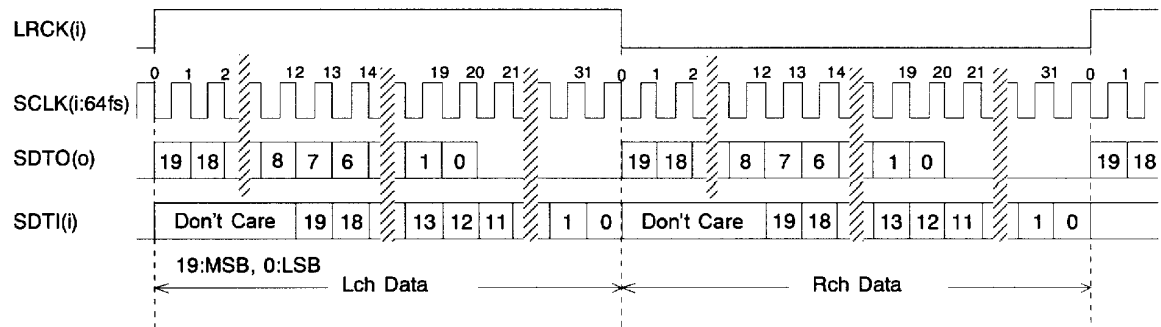 LRCK(i)
0 1 2 12 13 14 19 20 21 31 0 1 2 12 13 14 19 20 21 31 0 1
SCLK(i:64fs)
SDTO(o) 19 18 8 7 6 1 0 19 18 8 7 6 1 0 19 18
SDTI(i) Don't Care 19 18 13 12 11 1 0 Don't Care 19 18 13 12 11 1 0
19:MSB, 0:LSB
Lch Data Rch Data